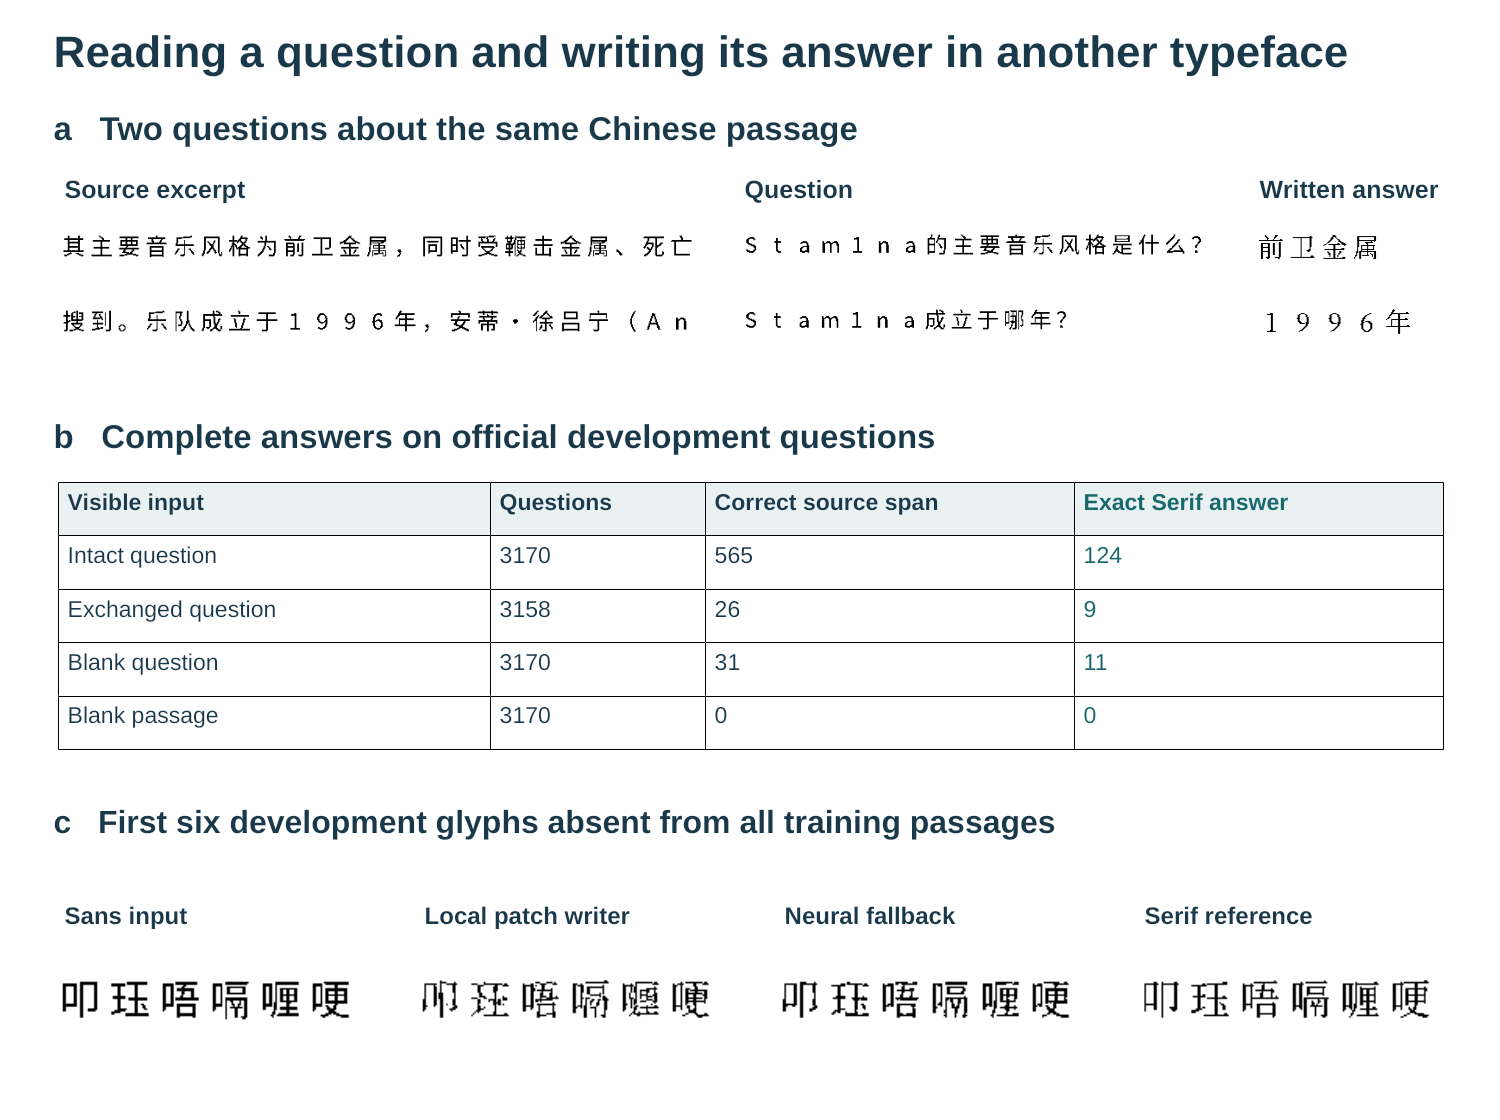 Reading a question and writing its answer in another typeface
a Two questions about the same Chinese passage
Source excerpt Question Written answer
其主要音乐风格为前卫金属，同时受鞭击金属、死亡 Stam1na的主要音乐风格是什么？ 前卫金属
搜到。乐队成立于1996年，安蒂·徐吕宁（An Stam1na成立于哪年？ 1996年
b Complete answers on official development questions
Visible input Questions Correct source span Exact Serif answer
Intact question 3170 565 124
Exchanged question 3158 26 9
Blank question 3170 31 11
Blank passage 3170 0 0
c First six development glyphs absent from all training passages
Sans input Local patch writer Neural fallback Serif reference
叩 珏 唔 嗝 喱 哽 唔 嗝 哽 叩 珏 唔 嗝 喱 哽 叩 珏 唔 嗝 喱 哽